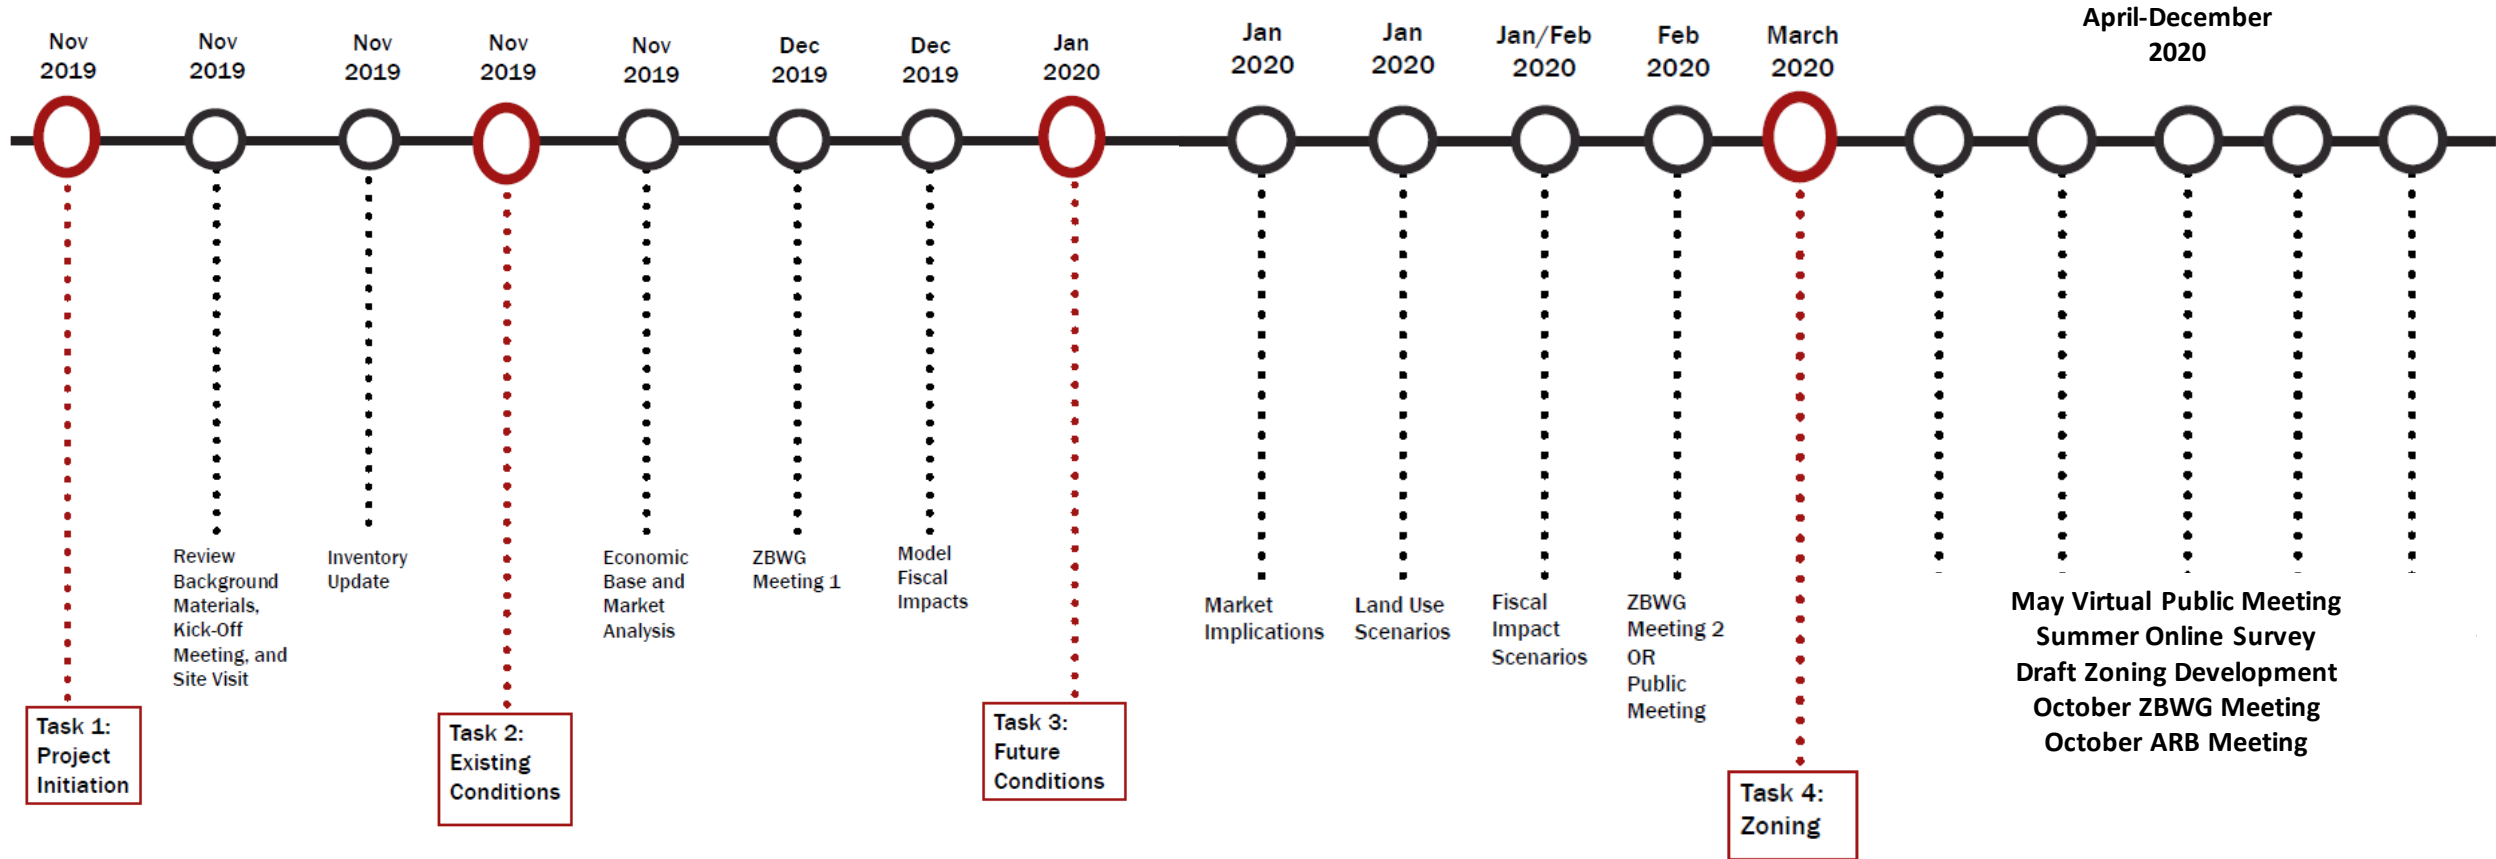 Nov
2019
Nov
2019
Nov
2019
Nov
2019
Nov
2019
Dec
2019
Dec
2019
Jan
2020
Jan
2020
Jan
2020
Jan/Feb
2020
Feb
2020
March
2020
April-December
2020
Review
Background
Materials,
Kick-Off
Meeting, and
Site Visit
Inventory
Update
Economic
Base and
Market
Analysis
ZBWG
Meeting 1
Model
Fiscal
Impacts
Market
Implications
Land Use
Scenarios
Fiscal
Impact
Scenarios
ZBWG
Meeting 2
OR
Public
Meeting
May Virtual Public Meeting
Summer Online Survey
Draft Zoning Development
October ZBWG Meeting
October ARB Meeting
Task 1:
Project
Initiation
Task 2:
Existing
Conditions
Task 3:
Future
Conditions
Task 4:
Zoning